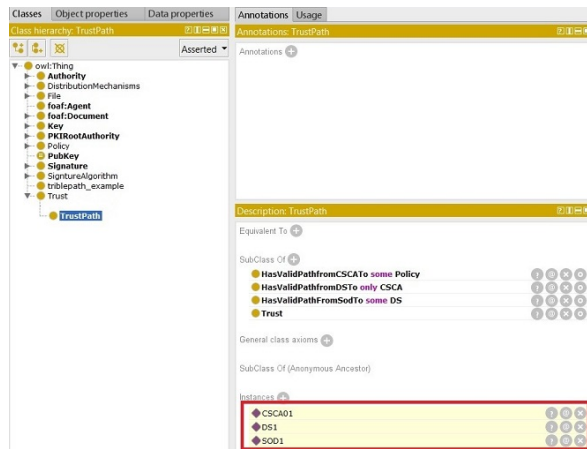 Classes Object properties Data properties
Class hierarchy: TrustPath
Asserted
owl:Thing
Authority
DistributionMechanisms
File
foaf:Agent
foaf:Document
Key
PKIRootAuthority
Policy
PubKey
Signature
SigntureAlgorithm
triblepath_example
Trust
TrustPath
Annotations Usage
Annotations: TrustPath
Annotations
Description: TrustPath
Equivalent To
SubClass Of
HasValidPathfromCSCATo some Policy
HasValidPathfromDSTo only CSCA
HasValidPathFromSodTo some DS
Trust
General class axioms
SubClass Of (Anonymous Ancestor)
Instances
CSCA01
DS1
SOD1